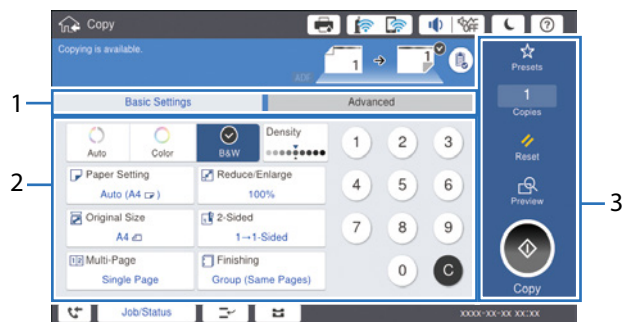 Copy
OFF
Copying is available.
ADF
1
1
Presets
1
Basic Settings
Advanced
1
Copies
2
Auto
Color
B&W
Density
1
2
3
Reset
Paper Setting
Auto (A4)
Reduce/Enlarge
100%
4
5
6
Preview
3
Original Size
A4
2-Sided
1→1-Sided
7
8
9
Multi-Page
Single Page
Finishing
Group (Same Pages)
0
C
Copy
Job/Status
xxxx-xx-xx xx:xx